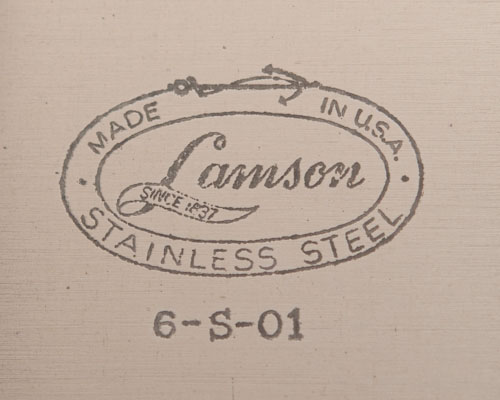 MADE IN U.S.A.
Lamson
SINCE 1837
STAINLESS STEEL
6-S-01